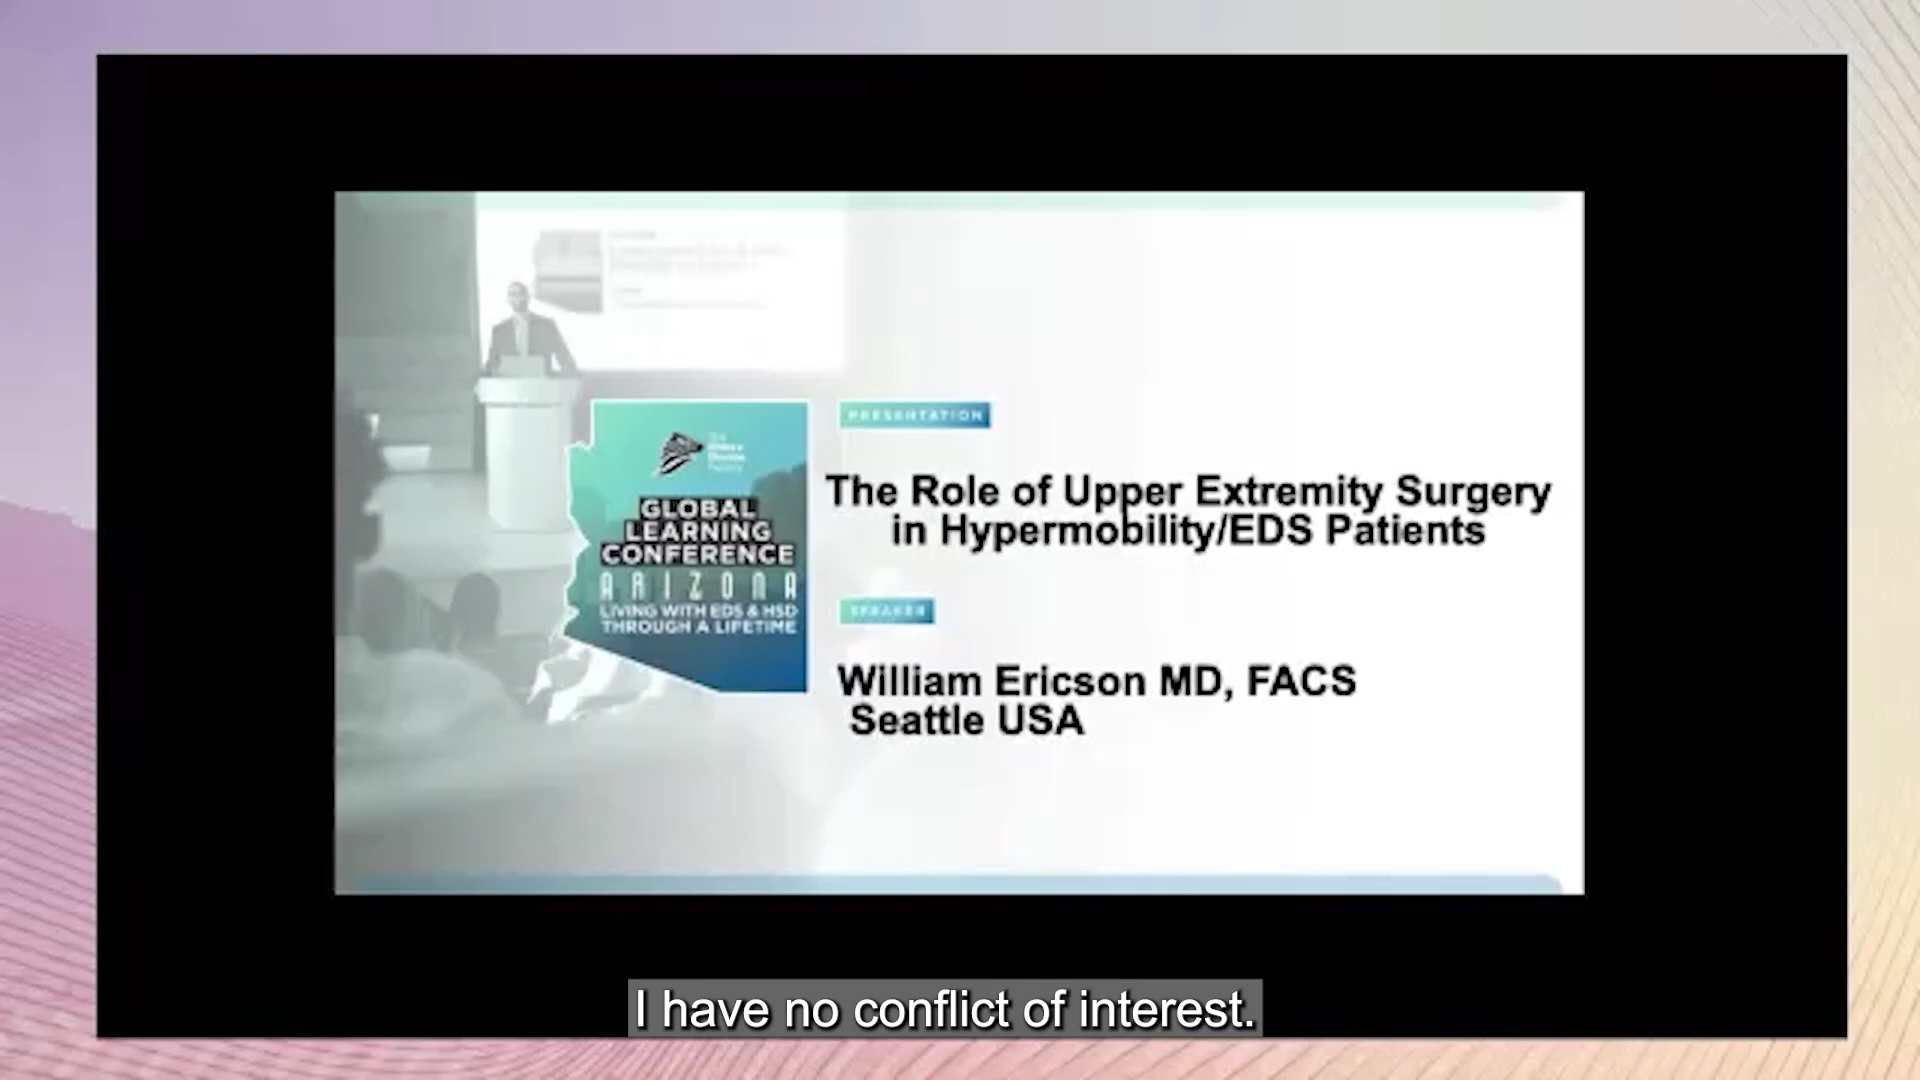 PRESENTATION
The Role of Upper Extremity Surgery
in Hypermobility/EDS Patients
GLOBAL
LEARNING
CONFERENCE
ARIZONA
LIVING WITH EDS & HSD
THROUGH A LIFETIME
SPEAKER
William Ericson MD, FACS
Seattle USA
I have no conflict of interest.